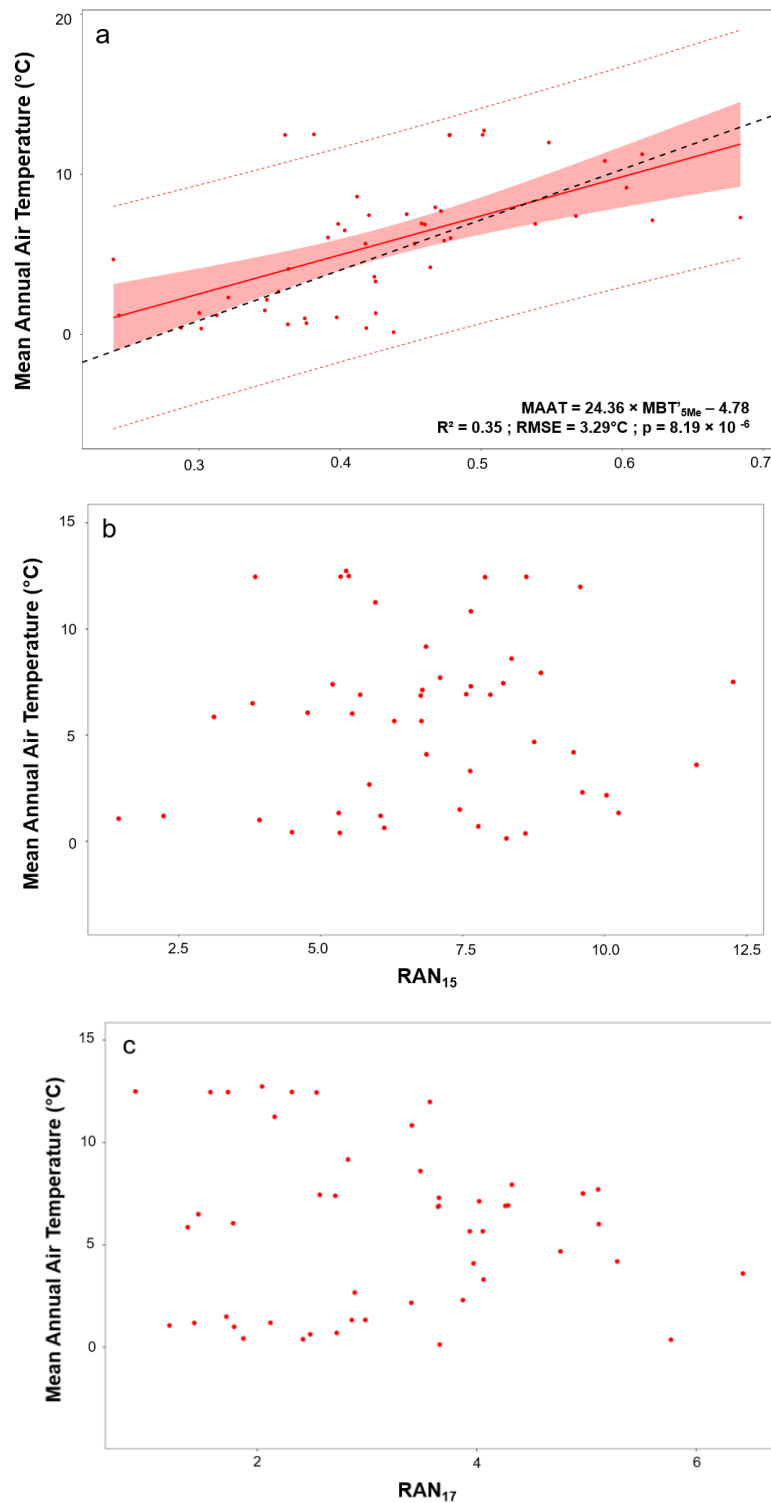 a
Mean Annual Air Temperature (°C)
20
10
0
MAAT = 24.36 × MBT'5Me – 4.78
R² = 0.35 ; RMSE = 3.29°C ; p = 8.19 × 10 -6
0.3 0.4 0.5 0.6 0.7
b
Mean Annual Air Temperature (°C)
15
10
5
0
2.5 5.0 7.5 10.0 12.5
RAN15
c
Mean Annual Air Temperature (°C)
15
10
5
0
2 4 6
RAN17